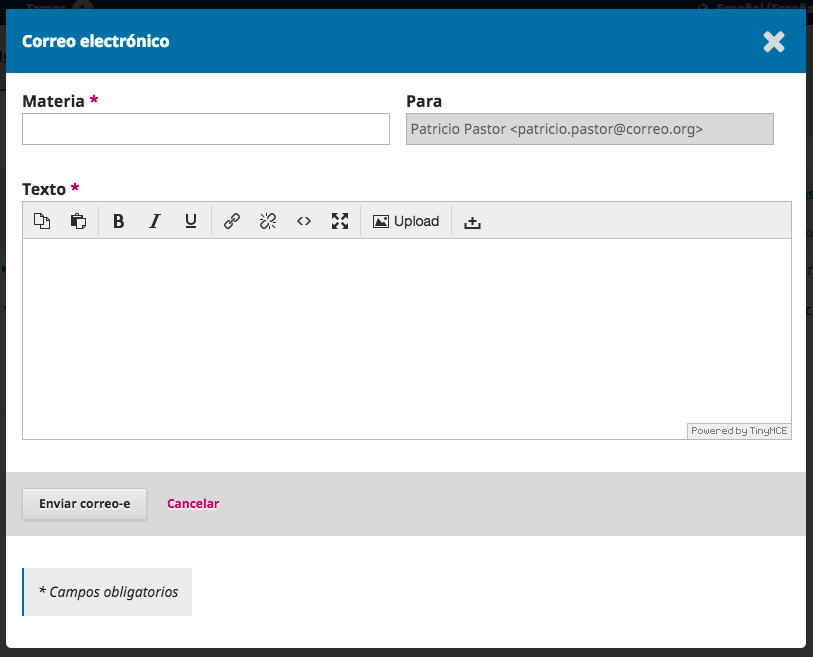 Tareas
Español (España
Correo electrónico
Materia *
Para
Patricio Pastor <patricio.pastor@correo.org>
Texto *
B I U <> Upload
Powered by TinyMCE
Enviar correo-e
Cancelar
* Campos obligatorios